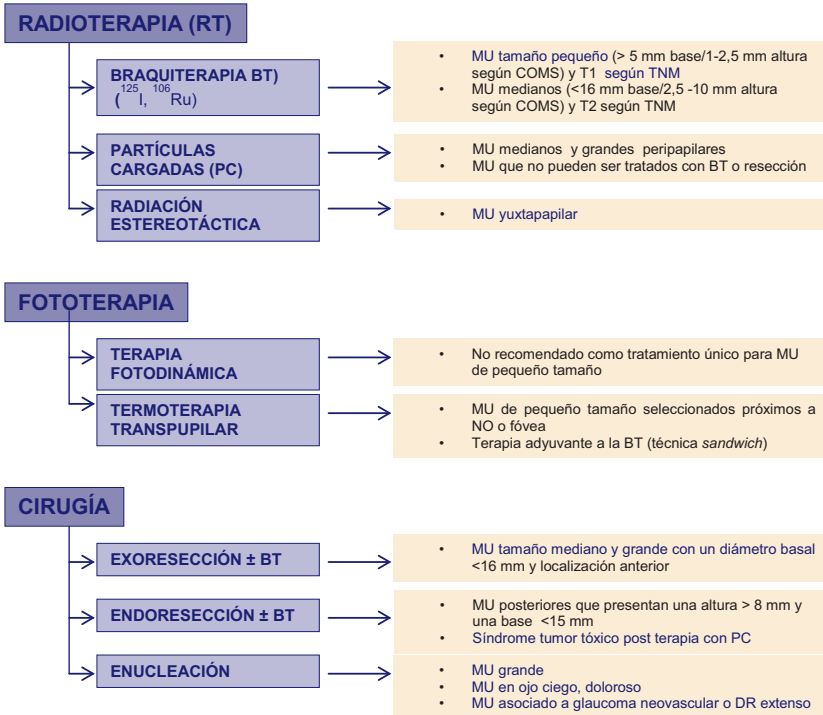 RADIOTERAPIA (RT)
BRAQUITERAPIA BT)
(125I, 106Ru)
• MU tamaño pequeño (> 5 mm base/1-2,5 mm altura
según COMS) y T1 según TNM
• MU medianos (<16 mm base/2,5 -10 mm altura
según COMS) y T2 según TNM
PARTÍCULAS
CARGADAS (PC)
• MU medianos y grandes peripapilares
• MU que no pueden ser tratados con BT o resección
RADIACIÓN
ESTEREOTÁCTICA
• MU yuxtapapilar
FOTOTERAPIA
TERAPIA
FOTODINÁMICA
• No recomendado como tratamiento único para MU
de pequeño tamaño
TERMOTERAPIA
TRANSPUPILAR
• MU de pequeño tamaño seleccionados próximos a
NO o fóvea
• Terapia adyuvante a la BT (técnica sandwich)
CIRUGÍA
EXORESECCIÓN ± BT
• MU tamaño mediano y grande con un diámetro basal
<16 mm y localización anterior
ENDORESECCIÓN ± BT
• MU posteriores que presentan una altura > 8 mm y
una base <15 mm
• Síndrome tumor tóxico post terapia con PC
ENUCLEACIÓN
• MU grande
• MU en ojo ciego, doloroso
• MU asociado a glaucoma neovascular o DR extenso